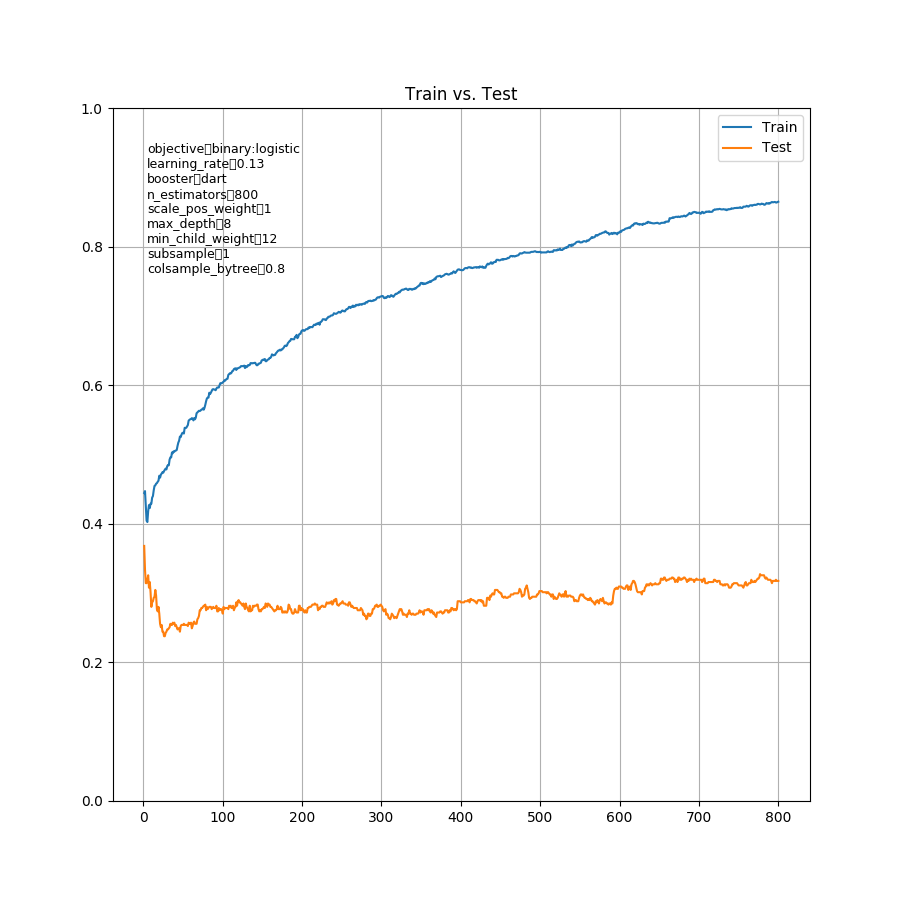 Train vs. Test
1.0
0.8
0.6
0.4
0.2
0.0
objective▯binary:logistic
learning_rate▯0.13
booster▯dart
n_estimators▯800
scale_pos_weight▯1
max_depth▯8
min_child_weight▯12
subsample▯1
colsample_bytree▯0.8
Train
Test
0 100 200 300 400 500 600 700 800